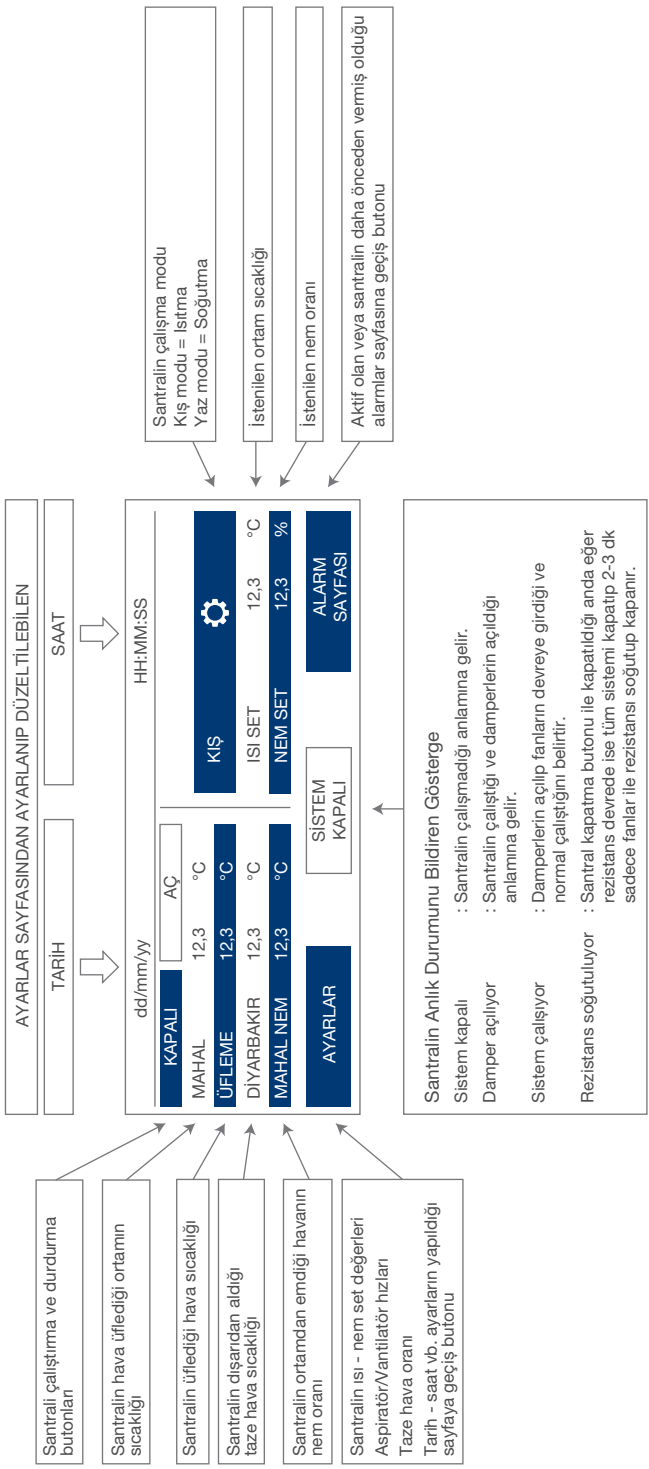 AYARLAR SAYFASINDAN AYARLANIP DÜZELTİLEBİLEN
TARİH
SAAT
Santrali çalıştırma ve durdurma
butonları
Santralin hava üflediği ortamın
sıcaklığı
Santralin üflediği hava sıcaklığı
Santralin dışarıdan aldığı
taze hava sıcaklığı
Santralin ortamdan emdiği havanın
nem oranı
Santralin ısı - nem set değerleri
Aspiratör/Vantilatör hızları
Taze hava oranı
Tarih - saat vb. ayarların yapıldığı
sayfaya geçiş butonu
dd/mm/yy
HH:MM:SS
KAPALI
AÇ
MAHAL 12,3 °C
ÜFLEME 12,3 °C
DİYARBAKIR 12,3 °C
MAHAL NEM 12,3 °C
KIŞ
ISI SET 12,3 °C
NEM SET 12,3 %
AYARLAR
SİSTEM
KAPALI
ALARM
SAYFASI
Santralin çalışma modu
Kış modu = Isıtma
Yaz modu = Soğutma
İstenilen ortam sıcaklığı
İstenilen nem oranı
Aktif olan veya santralin daha önceden vermiş olduğu
alarmlar sayfasına geçiş butonu
Santralin Anlık Durumunu Bildiren Gösterge
Sistem kapalı : Santralin çalışmadığı anlamına gelir.
Damper açılıyor : Santralin çalıştığı ve damperlerin açıldığı
anlamına gelir.
Sistem çalışıyor : Damperlerin açılıp fanların devreye girdiği ve
normal çalıştığını belirtir.
Rezistans soğutuluyor : Santral kapatma butonu ile kapatıldığı anda eğer
rezistans devrede ise tüm sistemi kapatıp 2-3 dk
sadece fanlar ile rezistansı soğutup kapanır.